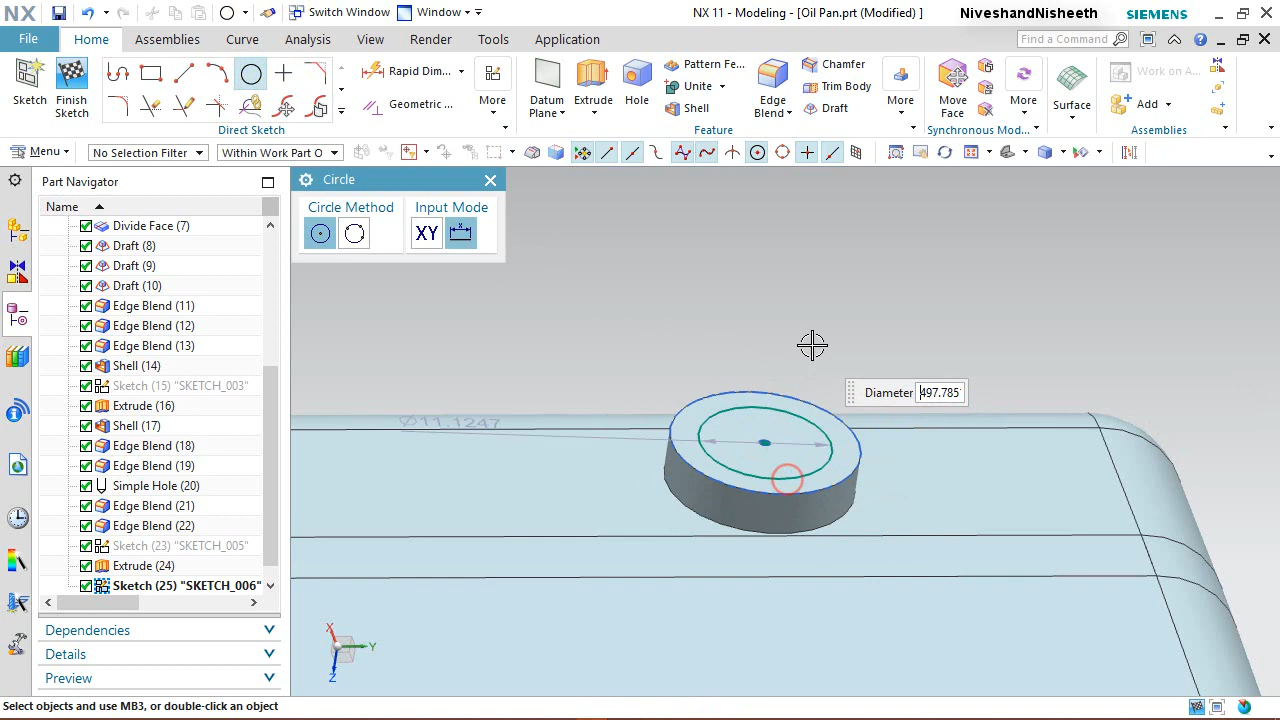 NX
Switch Window
Window
NX 11 - Modeling - [Oil Pan.prt (Modified) ]
NiveshandNisheeth
SIEMENS
File
Home
Assemblies
Curve
Analysis
View
Render
Tools
Application
Find a Command
Sketch
Finish
Sketch
Rapid Dim...
Geometric ...
More
Direct Sketch
Datum
Plane
Extrude
Hole
Pattern Fe...
Unite
Shell
Edge
Blend
Chamfer
Trim Body
Draft
More
Feature
Move
Face
More
Synchronous Mod...
Surface
Work on A...
Add
Assemblies
Menu
No Selection Filter
Within Work Part O
Part Navigator
Name
Divide Face (7)
Draft (8)
Draft (9)
Draft (10)
Edge Blend (11)
Edge Blend (12)
Edge Blend (13)
Shell (14)
Sketch (15) "SKETCH_003"
Extrude (16)
Shell (17)
Edge Blend (18)
Edge Blend (19)
Simple Hole (20)
Edge Blend (21)
Edge Blend (22)
Sketch (23) "SKETCH_005"
Extrude (24)
Sketch (25) "SKETCH_006"
Dependencies
Details
Preview
Circle
Circle Method
Input Mode
XY
Diameter 497.785
Ø11.1247
X
Y
Z
Select objects and use MB3, or double-click an object